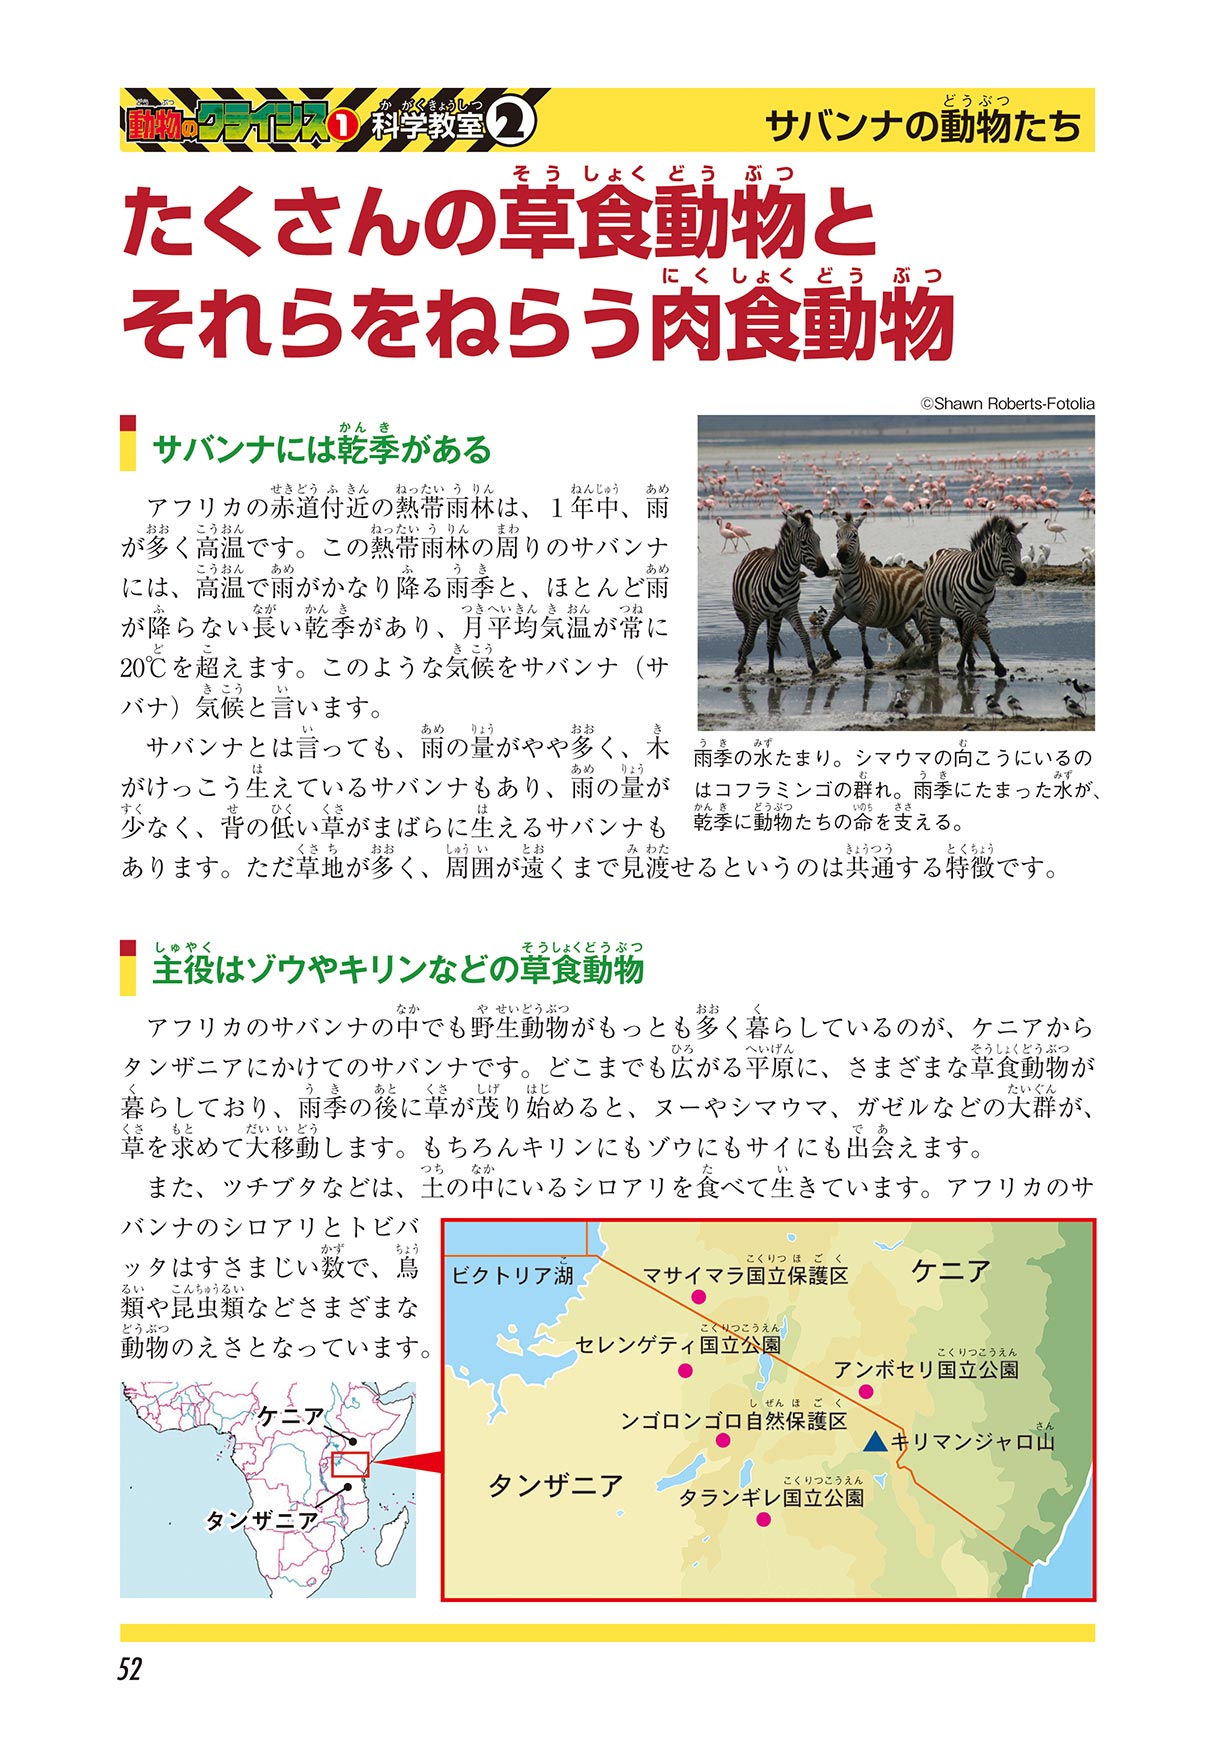 動物のクライシス1 科学教室2
サバンナの動物たち
たくさんの草食動物と
それらをねらう肉食動物
©Shawn Roberts-Fotolia
サバンナには乾季がある
アフリカの赤道付近の熱帯雨林は、１年中、雨
が多く高温です。この熱帯雨林の周りのサバンナ
には、高温で雨がかなり降る雨季と、ほとんど雨
が降らない長い乾季があり、月平均気温が常に
20℃を超えます。このような気候をサバンナ（サ
バナ）気候と言います。
サバンナとは言っても、雨の量がやや多く、木
がけっこう生えているサバンナもあり、雨の量が
少なく、背の低い草がまばらに生えるサバンナも
あります。ただ草地が多く、周囲が遠くまで見渡せるというのは共通する特徴です。
雨季の水たまり。シマウマの向こうにいるの
はコフラミンゴの群れ。雨季にたまった水が、
乾季に動物たちの命を支える。
主役はゾウやキリンなどの草食動物
アフリカのサバンナの中でも野生動物がもっとも多く暮らしているのが、ケニアから
タンザニアにかけてのサバンナです。どこまでも広がる平原に、さまざまな草食動物が
暮らしており、雨季の後に草が茂り始めると、ヌーやシマウマ、ガゼルなどの大群が、
草を求めて大移動します。もちろんキリンにもゾウにもサイにも出会えます。
また、ツチブタなどは、土の中にいるシロアリを食べて生きています。アフリカのサ
バンナのシロアリとトビバ
ッタはすさまじい数で、鳥
類や昆虫類などさまざまな
動物のえさとなっています。
ケニア
タンザニア
ビクトリア湖
マサイマラ国立保護区
ケニア
セレンゲティ国立公園
アンボセリ国立公園
ンゴロンゴロ自然保護区
キリマンジャロ山
タンザニア
タランギレ国立公園
52